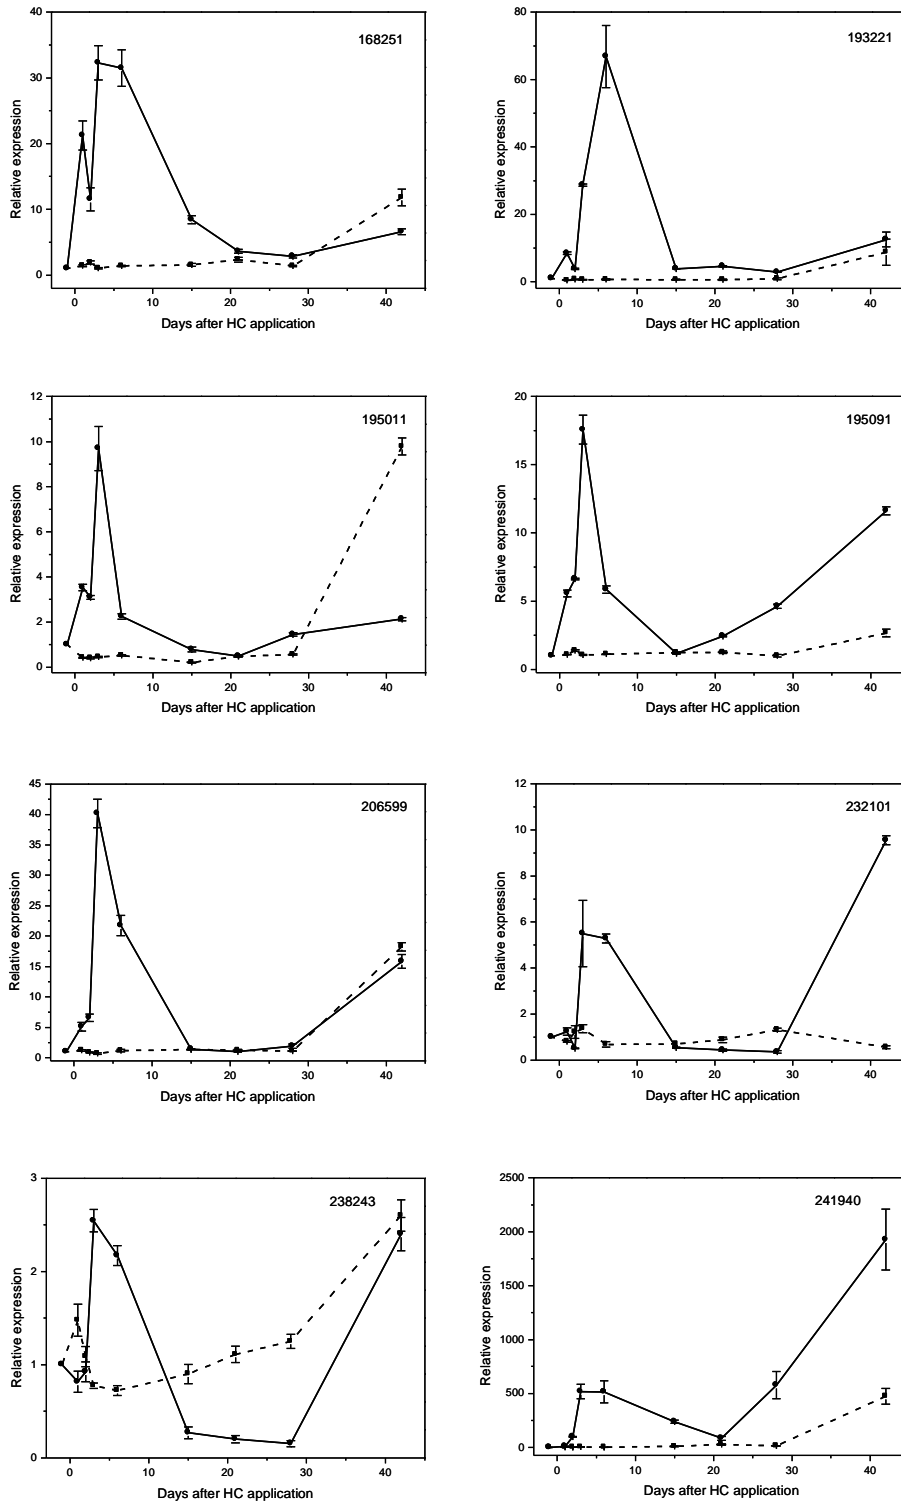 40
168251
30
20
10
0
Relative expression
0 10 20 30 40
Days after HC application
80
193221
60
40
20
0
Relative expression
0 10 20 30 40
Days after HC application
12
195011
10
8
6
4
2
0
Relative expression
0 10 20 30 40
Days after HC application
20
195091
15
10
5
0
Relative expression
0 10 20 30 40
Days after HC application
45
206599
40
35
30
25
20
15
10
5
0
Relative expression
0 10 20 30 40
Days after HC application
12
232101
10
8
6
4
2
0
Relative expression
0 10 20 30 40
Days after HC application
3
238243
2
1
0
Relative expression
0 10 20 30 40
Days after HC application
2500
241940
2000
1500
1000
500
0
Relative expression
0 10 20 30 40
Days after HC application